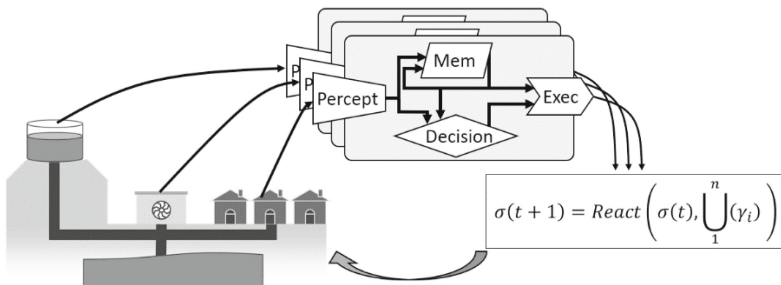 P
P
Percept
Mem
Decision
Exec
σ(t + 1) = React(σ(t), ⋃₁ⁿ(γᵢ))